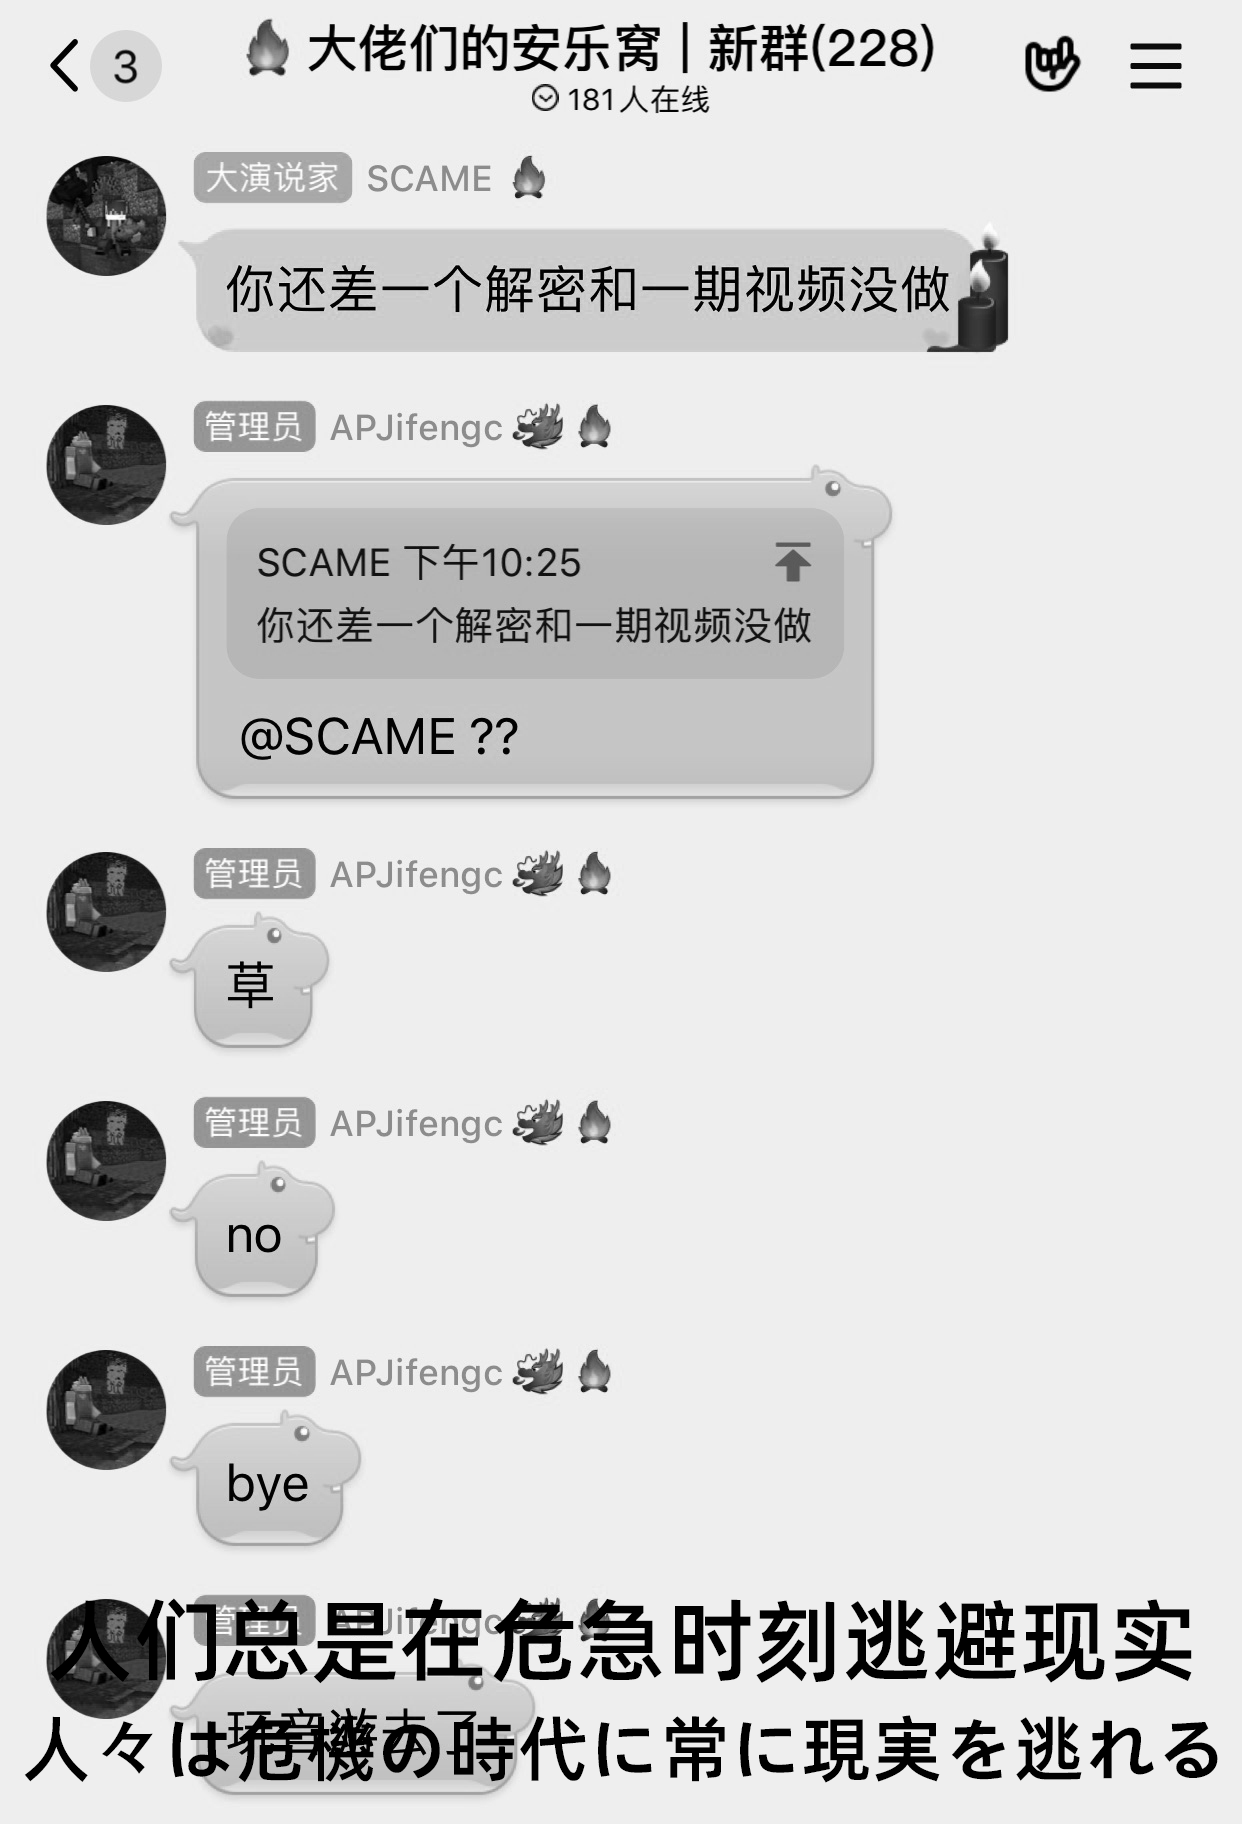 3
大佬们的安乐窝 | 新群(228)
181人在线
大演说家 SCAME
你还差一个解密和一期视频没做
管理员 APJifengc
SCAME 下午10:25
你还差一个解密和一期视频没做
@SCAME ??
管理员 APJifengc
草
管理员 APJifengc
no
管理员 APJifengc
bye
管理员 APJifengc
人们总是在危急时刻逃避现实
玩音游去了
人々は危機の時代に常に現実を逃れる